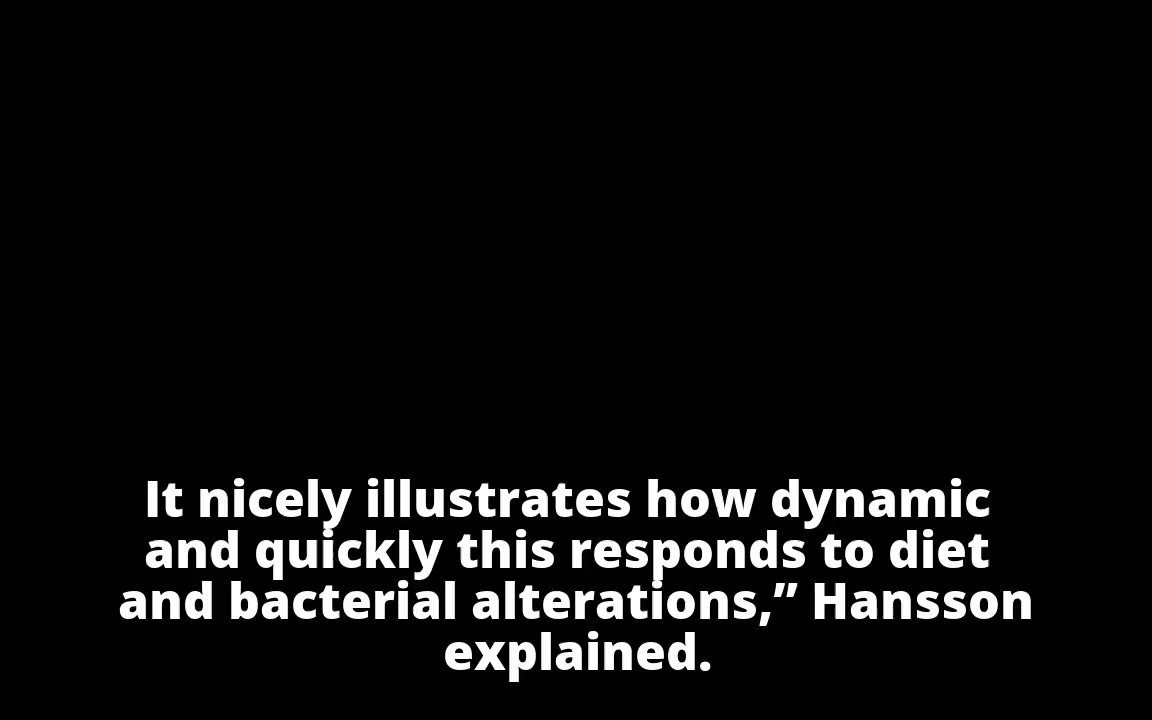 It nicely illustrates how dynamic
and quickly this responds to diet
and bacterial alterations,” Hansson
explained.